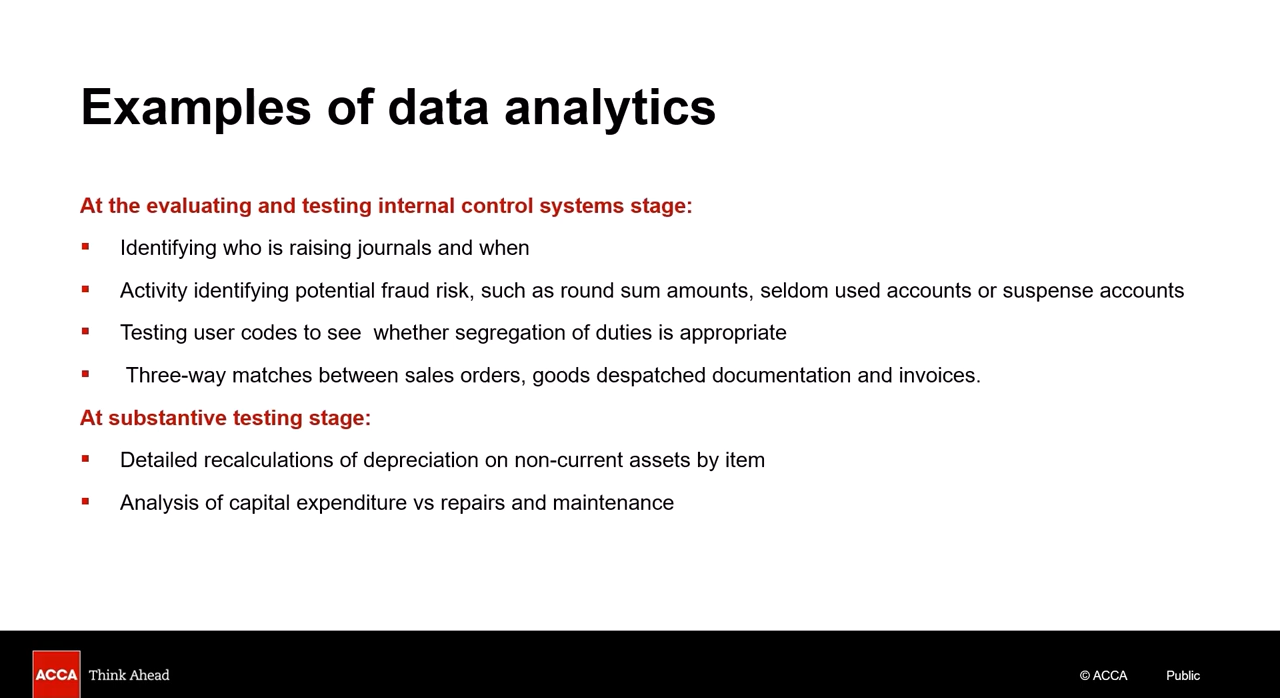 Examples of data analytics
At the evaluating and testing internal control systems stage:
▪ Identifying who is raising journals and when
▪ Activity identifying potential fraud risk, such as round sum amounts, seldom used accounts or suspense accounts
▪ Testing user codes to see  whether segregation of duties is appropriate
▪ Three-way matches between sales orders, goods despatched documentation and invoices.
At substantive testing stage:
▪ Detailed recalculations of depreciation on non-current assets by item
▪ Analysis of capital expenditure vs repairs and maintenance
ACCA Think Ahead © ACCA Public